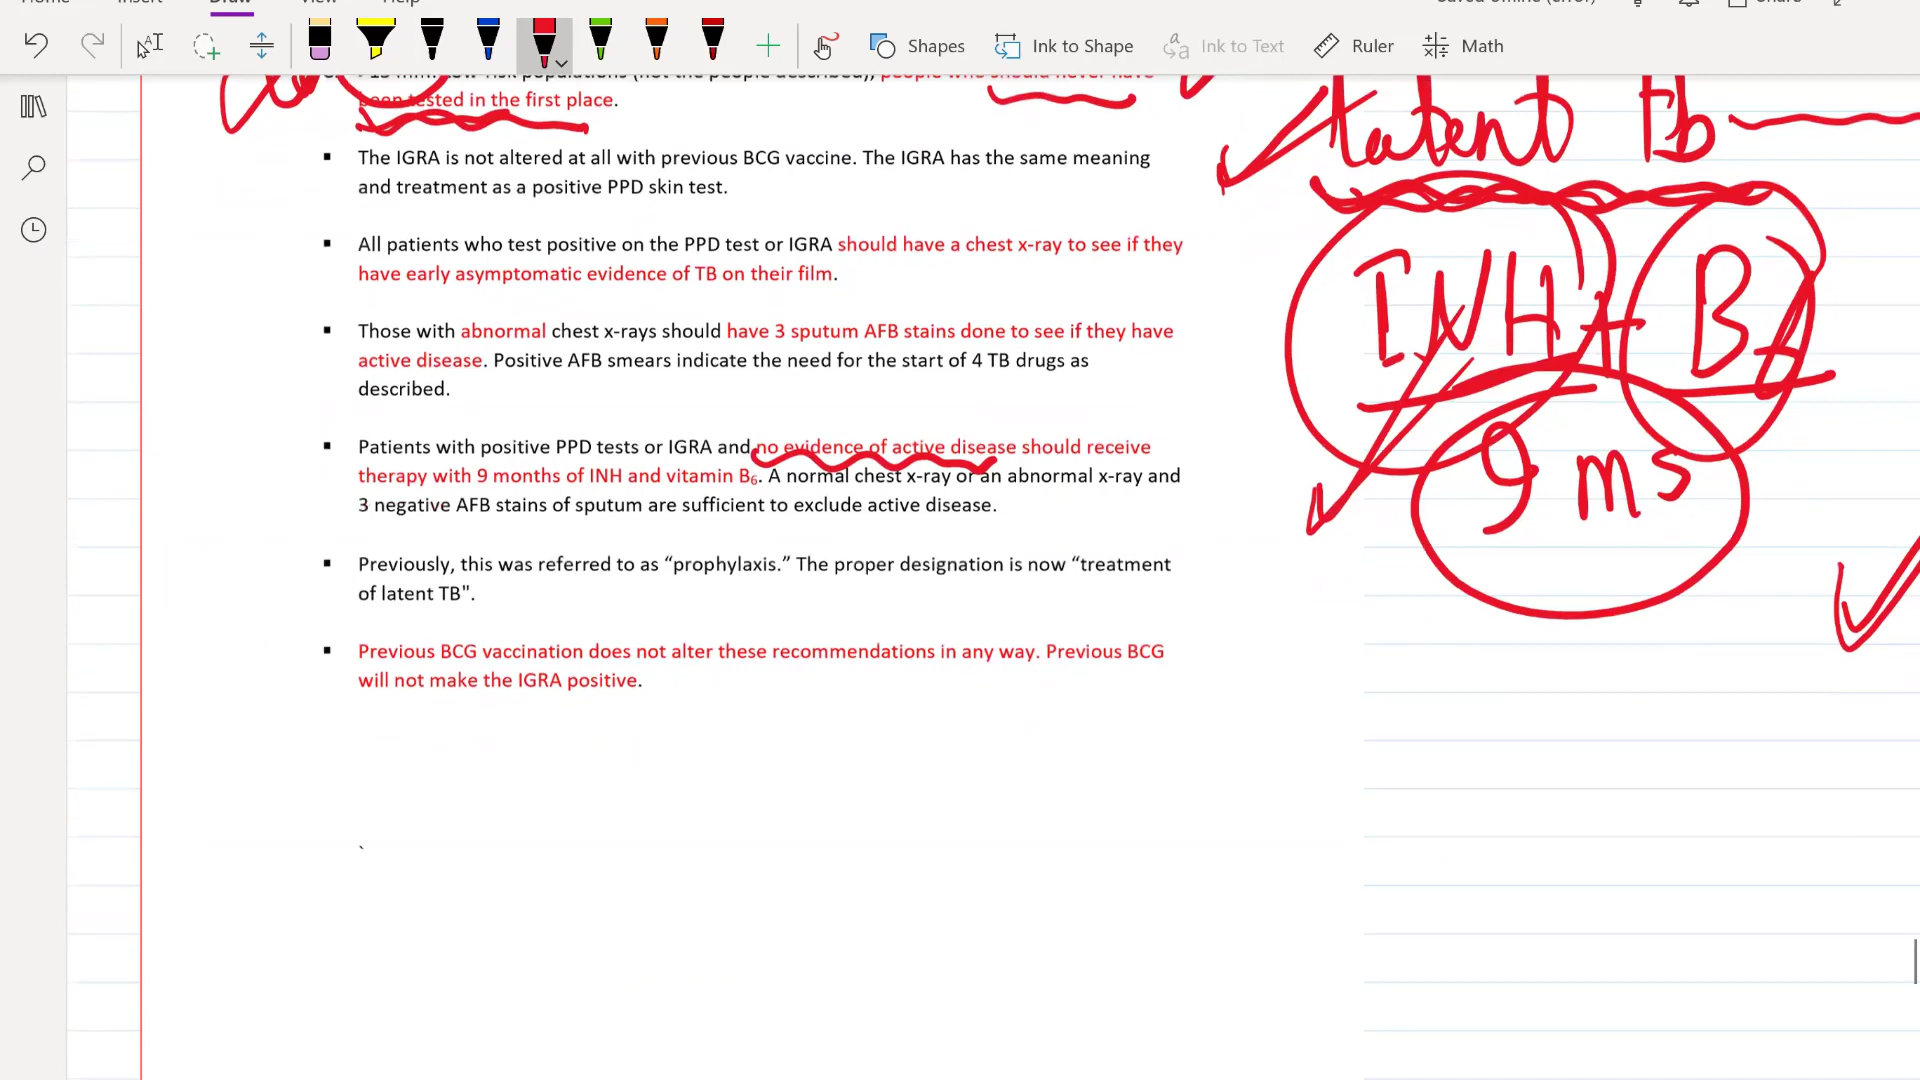 Home Insert Draw View Help Saved online (error) Share
Shapes Ink to Shape Ink to Text Ruler Math
been tested in the first place.
▪ The IGRA is not altered at all with previous BCG vaccine. The IGRA has the same meaning
and treatment as a positive PPD skin test.
▪ All patients who test positive on the PPD test or IGRA should have a chest x-ray to see if they
have early asymptomatic evidence of TB on their film.
▪ Those with abnormal chest x-rays should have 3 sputum AFB stains done to see if they have
active disease. Positive AFB smears indicate the need for the start of 4 TB drugs as
described.
▪ Patients with positive PPD tests or IGRA and no evidence of active disease should receive
therapy with 9 months of INH and vitamin B₆. A normal chest x-ray or an abnormal x-ray and
3 negative AFB stains of sputum are sufficient to exclude active disease.
▪ Previously, this was referred to as “prophylaxis.” The proper designation is now “treatment
of latent TB".
▪ Previous BCG vaccination does not alter these recommendations in any way. Previous BCG
will not make the IGRA positive.
`
Latent Tb
INH + B6
9 ms